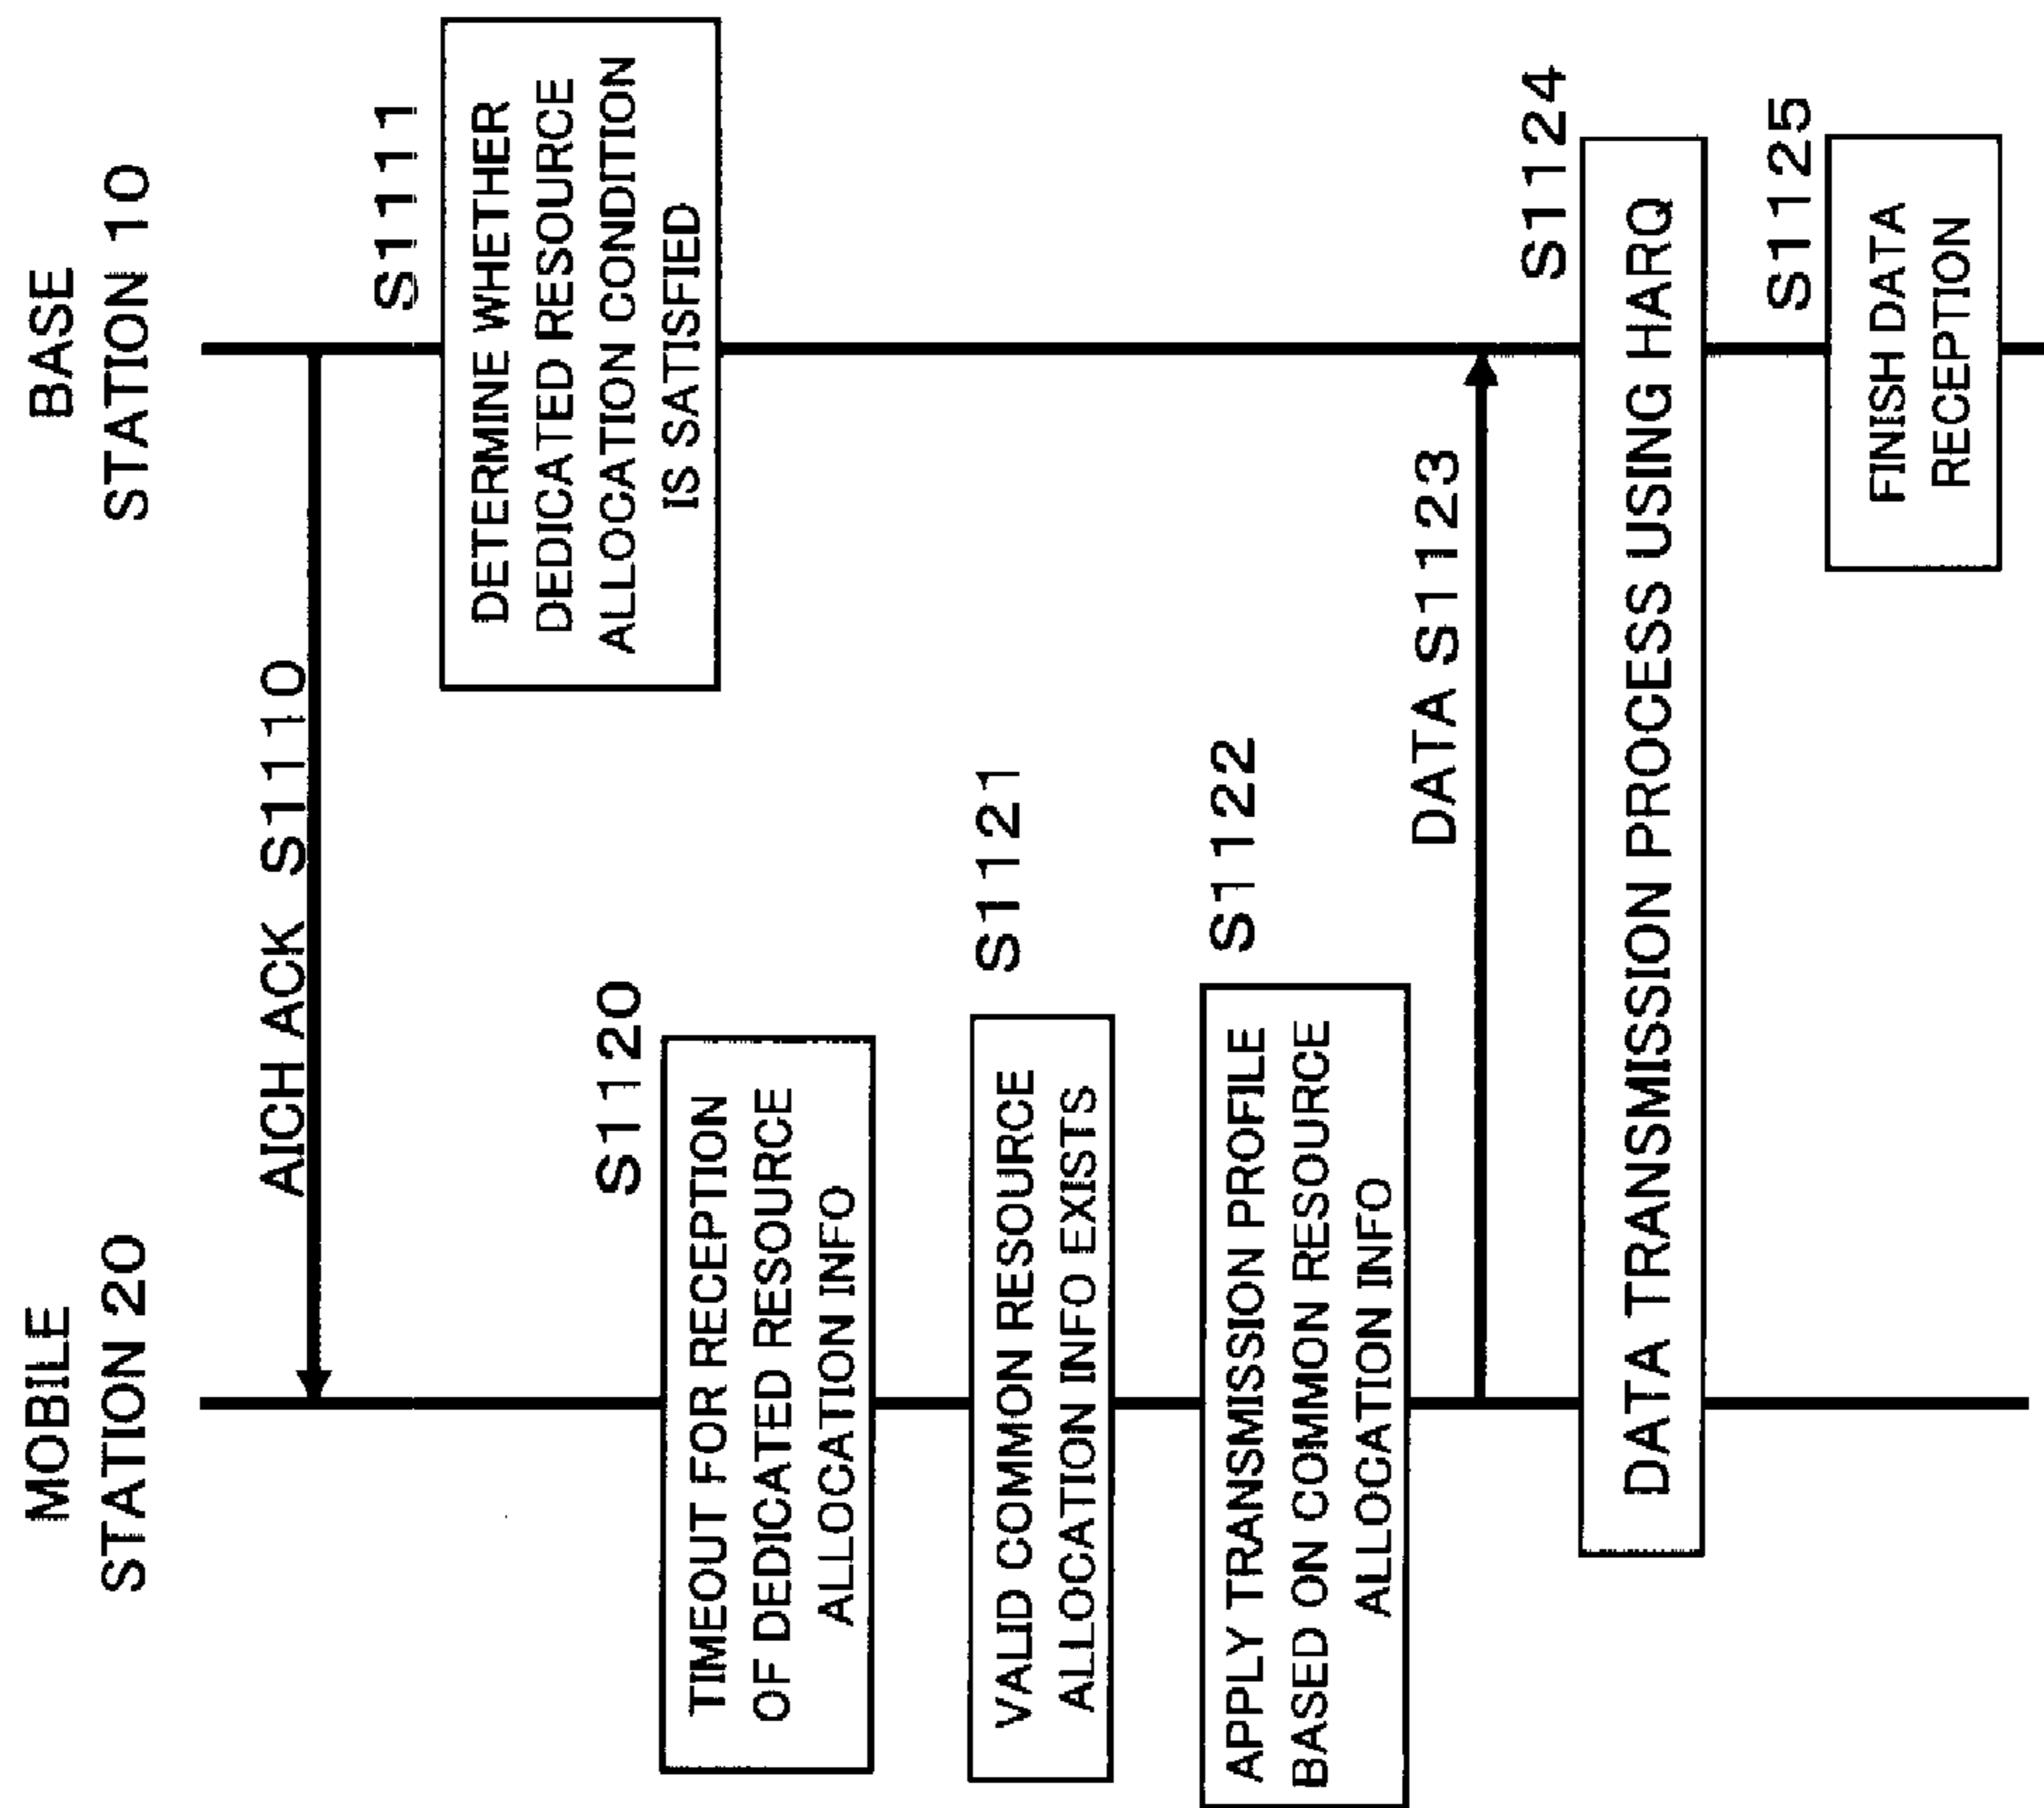 MOBILE
STATION 20
BASE
STATION 10
AICH ACK S1110
S1111
DETERMINE WHETHER
DEDICATED RESOURCE
ALLOCATION CONDITION
IS SATISFIED
S1120
TIMEOUT FOR RECEPTION
OF DEDICATED RESOURCE
ALLOCATION INFO
S1121
VALID COMMON RESOURCE
ALLOCATION INFO EXISTS
S1122
APPLY TRANSMISSION PROFILE
BASED ON COMMON RESOURCE
ALLOCATION INFO
DATA S1123
S1124
DATA TRANSMISSION PROCESS USING HARQ
S1125
FINISH DATA
RECEPTION